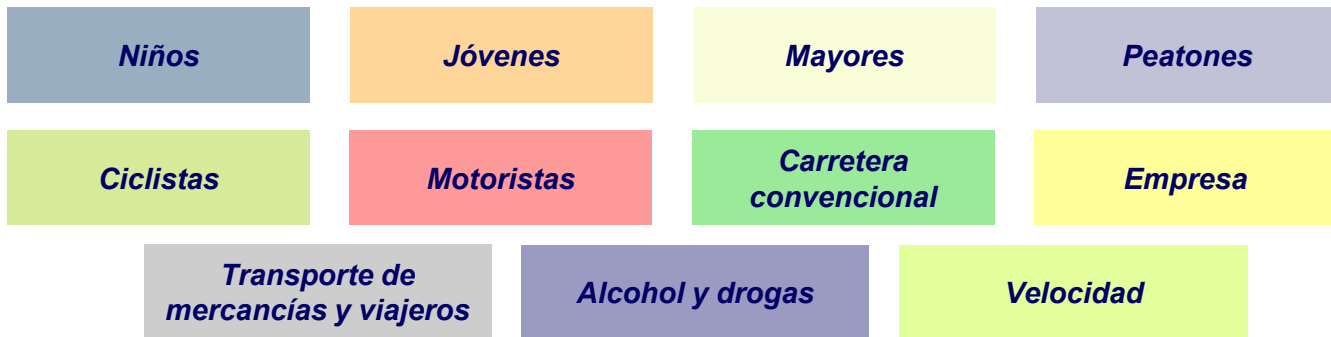 Niños
Jóvenes
Mayores
Peatones
Ciclistas
Motoristas
Carretera
convencional
Empresa
Transporte de
mercancías y viajeros
Alcohol y drogas
Velocidad